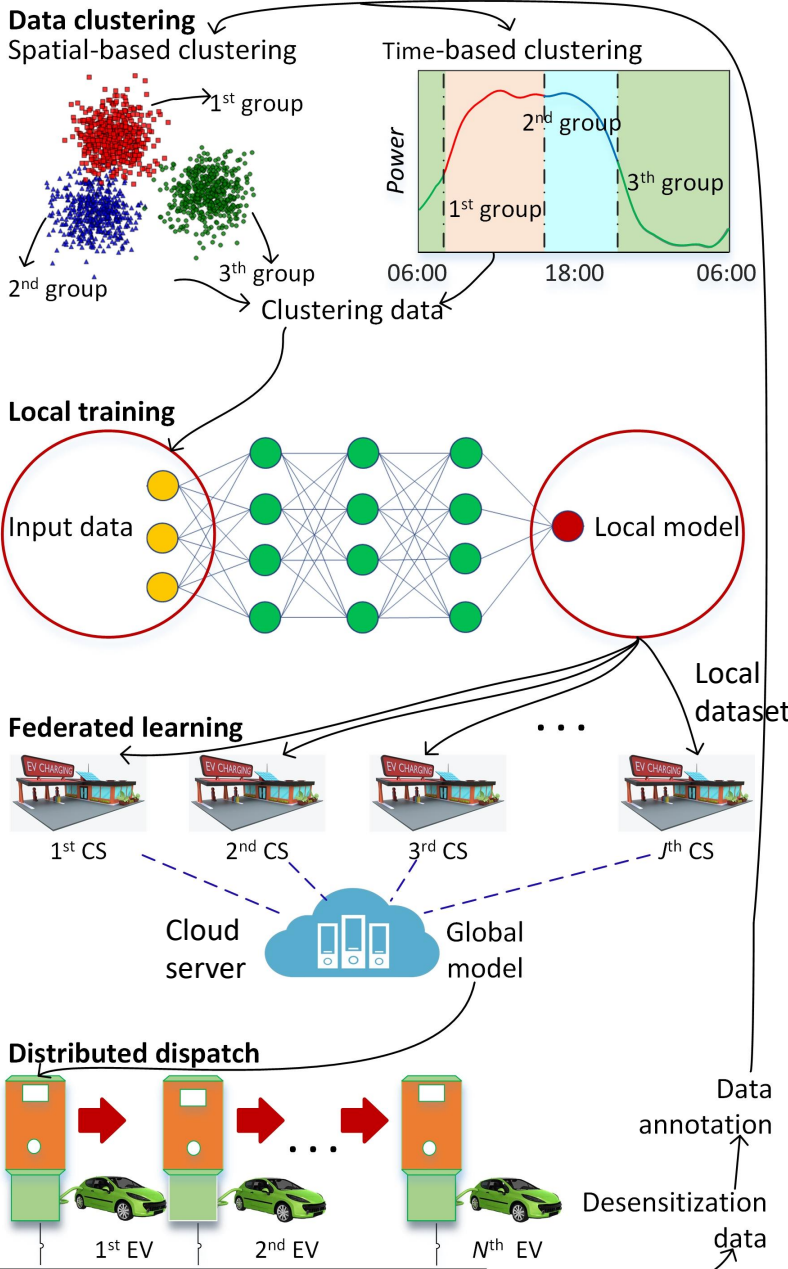 Data clustering
Spatial-based clustering
1st group
2nd group
3th group
Time-based clustering
Power
1st group
2nd group
3th group
06:00 18:00 06:00
Clustering data
Local training
Input data
Local model
Local
dataset
Federated learning
. . .
EV CHARGING EV CHARGING EV CHARGING EV CHARGING
1st CS 2nd CS 3rd CS Jth CS
Cloud
server
Global
model
Distributed dispatch
. . .
1st EV 2nd EV Nth EV
Data
annotation
Desensitization
data